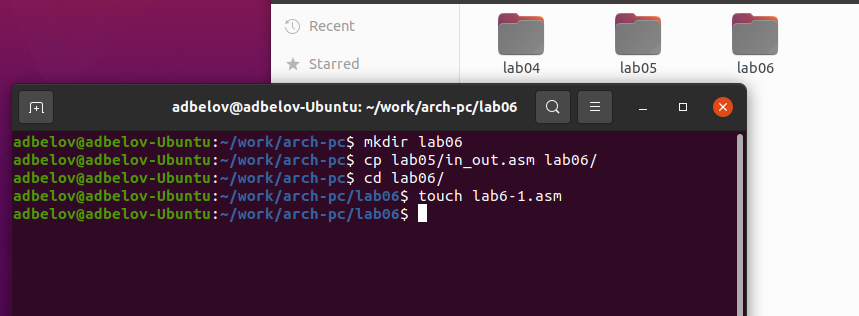 Recent
Starred
lab04 lab05 lab06
adbelov@adbelov-Ubuntu: ~/work/arch-pc/lab06
adbelov@adbelov-Ubuntu:~/work/arch-pc$ mkdir lab06
adbelov@adbelov-Ubuntu:~/work/arch-pc$ cp lab05/in_out.asm lab06/
adbelov@adbelov-Ubuntu:~/work/arch-pc$ cd lab06/
adbelov@adbelov-Ubuntu:~/work/arch-pc/lab06$ touch lab6-1.asm
adbelov@adbelov-Ubuntu:~/work/arch-pc/lab06$